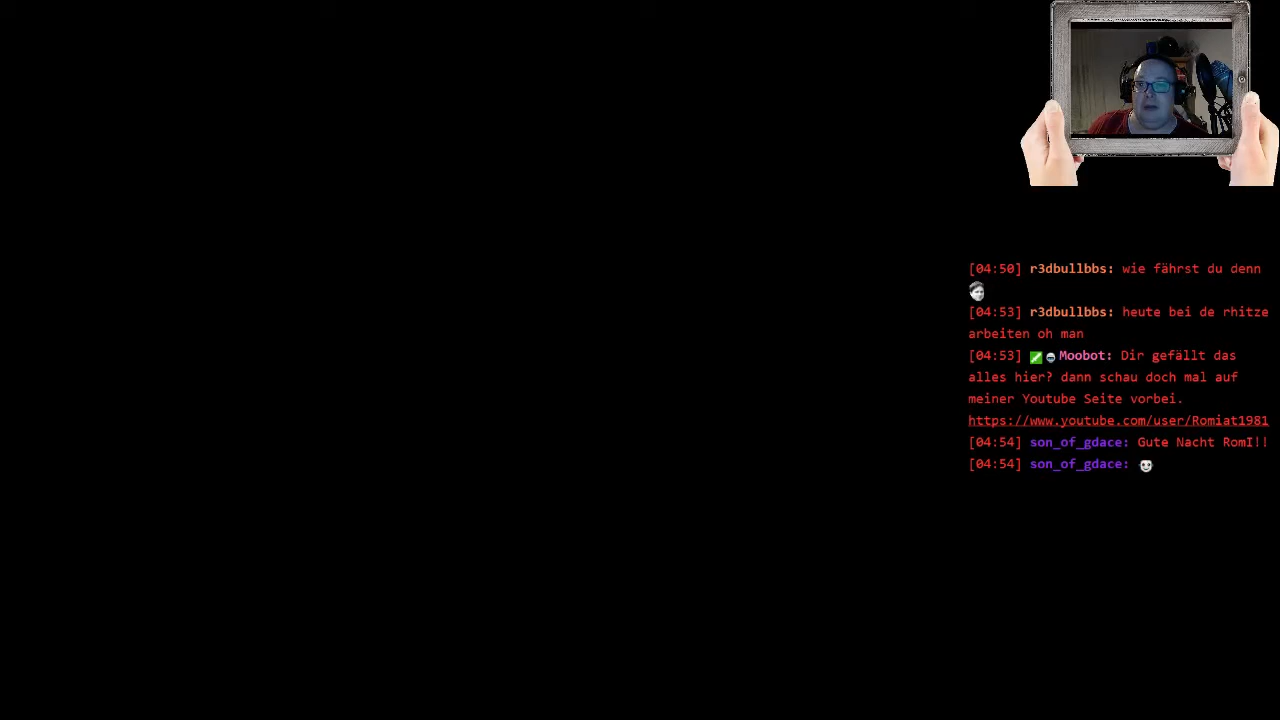 [04:50] r3dbullbbs: wie fährst du denn
[04:53] r3dbullbbs: heute bei de rhitze
arbeiten oh man
[04:53] Moobot: Dir gefällt das
alles hier? dann schau doch mal auf
meiner Youtube Seite vorbei.
https://www.youtube.com/user/Romiat1981
[04:54] son_of_gdace: Gute Nacht RomI!!
[04:54] son_of_gdace: